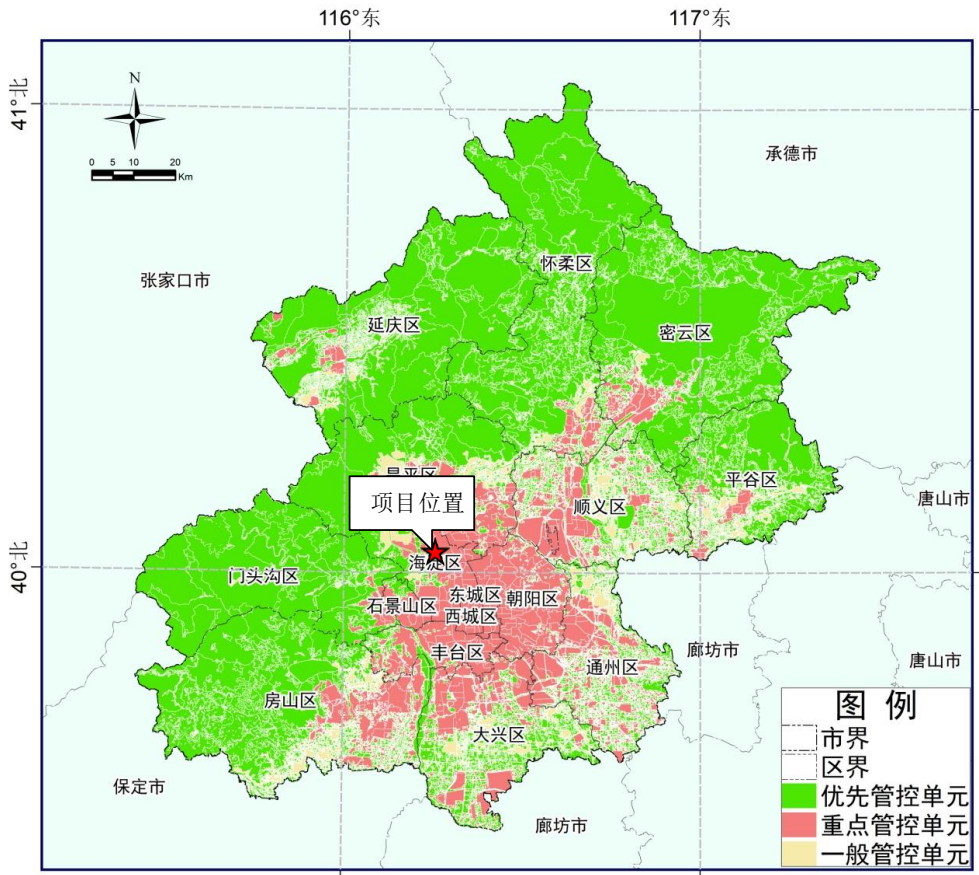 116°东
117°东
41°北
N
0 5 10 20
Km
承德市
张家口市
怀柔区
延庆区
密云区
昌平区
平谷区
项目位置
顺义区
唐山市
40°北
海淀区
门头沟区
东城区
朝阳区
石景山区
西城区
丰台区
通州区
廊坊市
唐山市
房山区
大兴区
保定市
廊坊市
图 例
市界
区界
优先管控单元
重点管控单元
一般管控单元